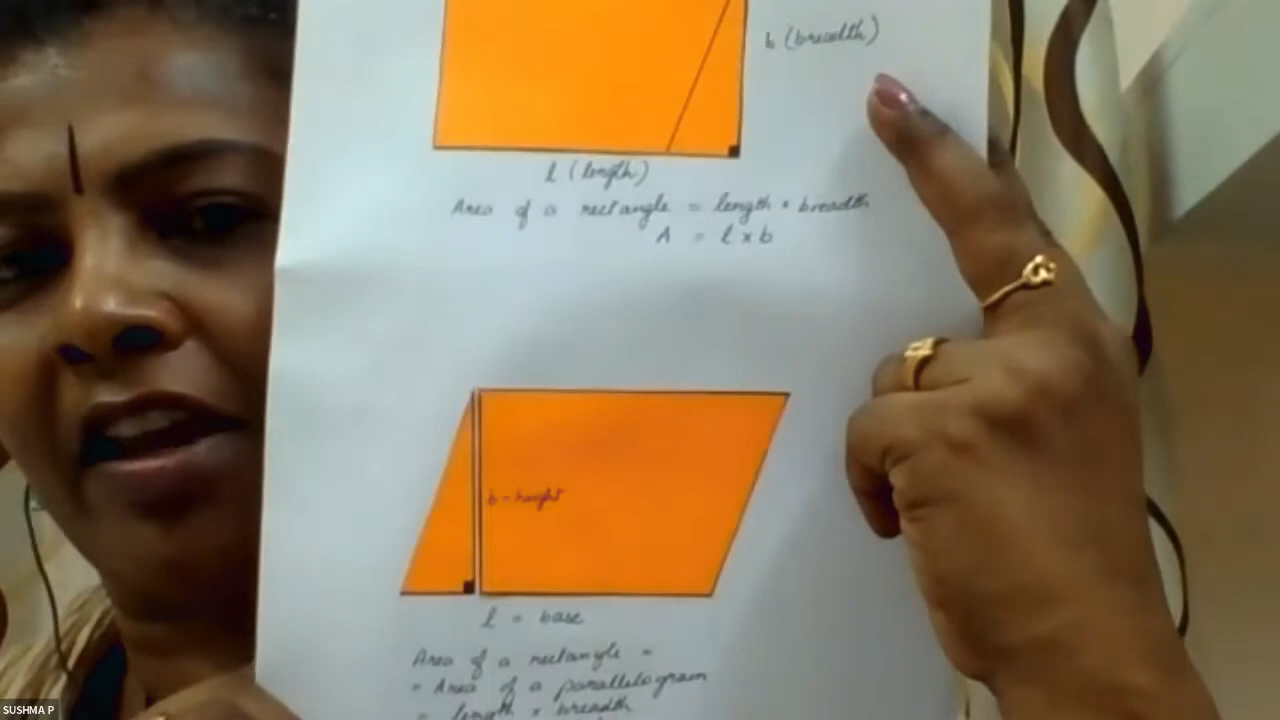 b (breadth)
l (length)
Area of a rectangle = length × breadth
A = l × b
b = height
l = base
Area of a rectangle =
= Area of a parallelogram
= length × breadth
SUSHMA P